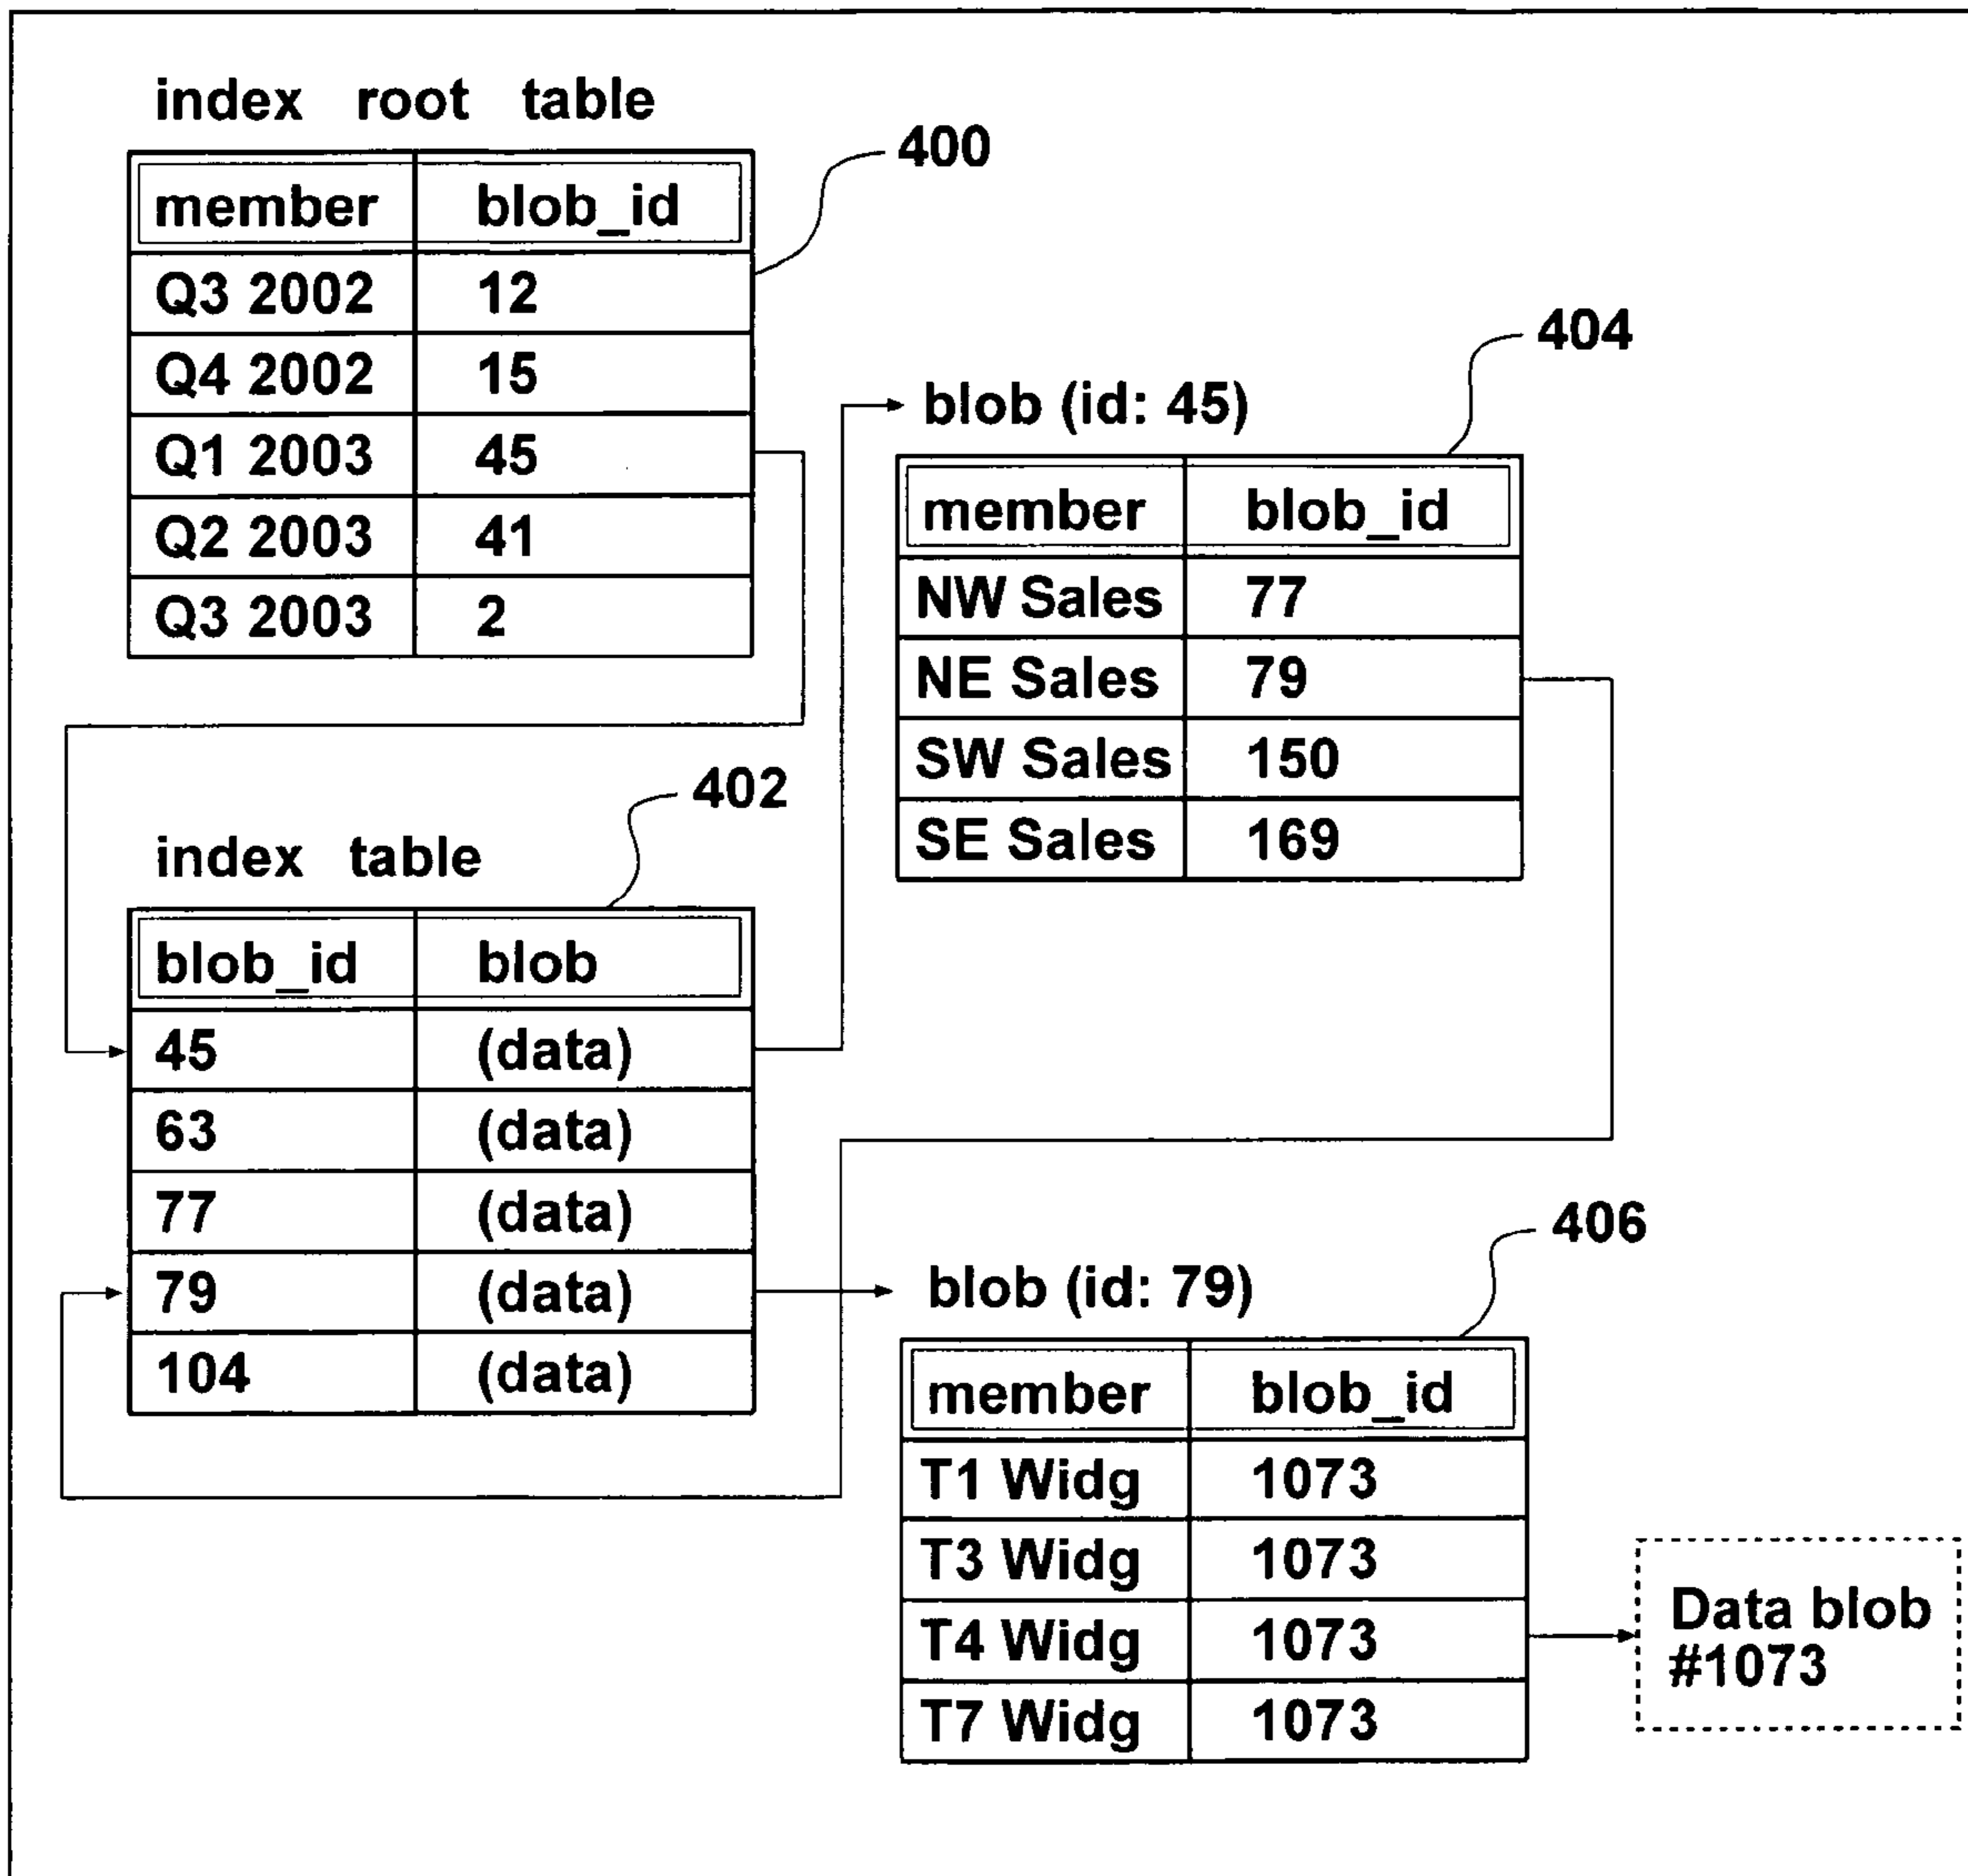 index root table
400
member blob_id
Q3 2002 12
Q4 2002 15
Q1 2003 45
Q2 2003 41
Q3 2003 2
404
blob (id: 45)
member blob_id
NW Sales 77
NE Sales 79
SW Sales 150
SE Sales 169
402
index table
blob_id blob
45 (data)
63 (data)
77 (data)
79 (data)
104 (data)
406
blob (id: 79)
member blob_id
T1 Widg 1073
T3 Widg 1073
T4 Widg 1073
T7 Widg 1073
Data blob
#1073